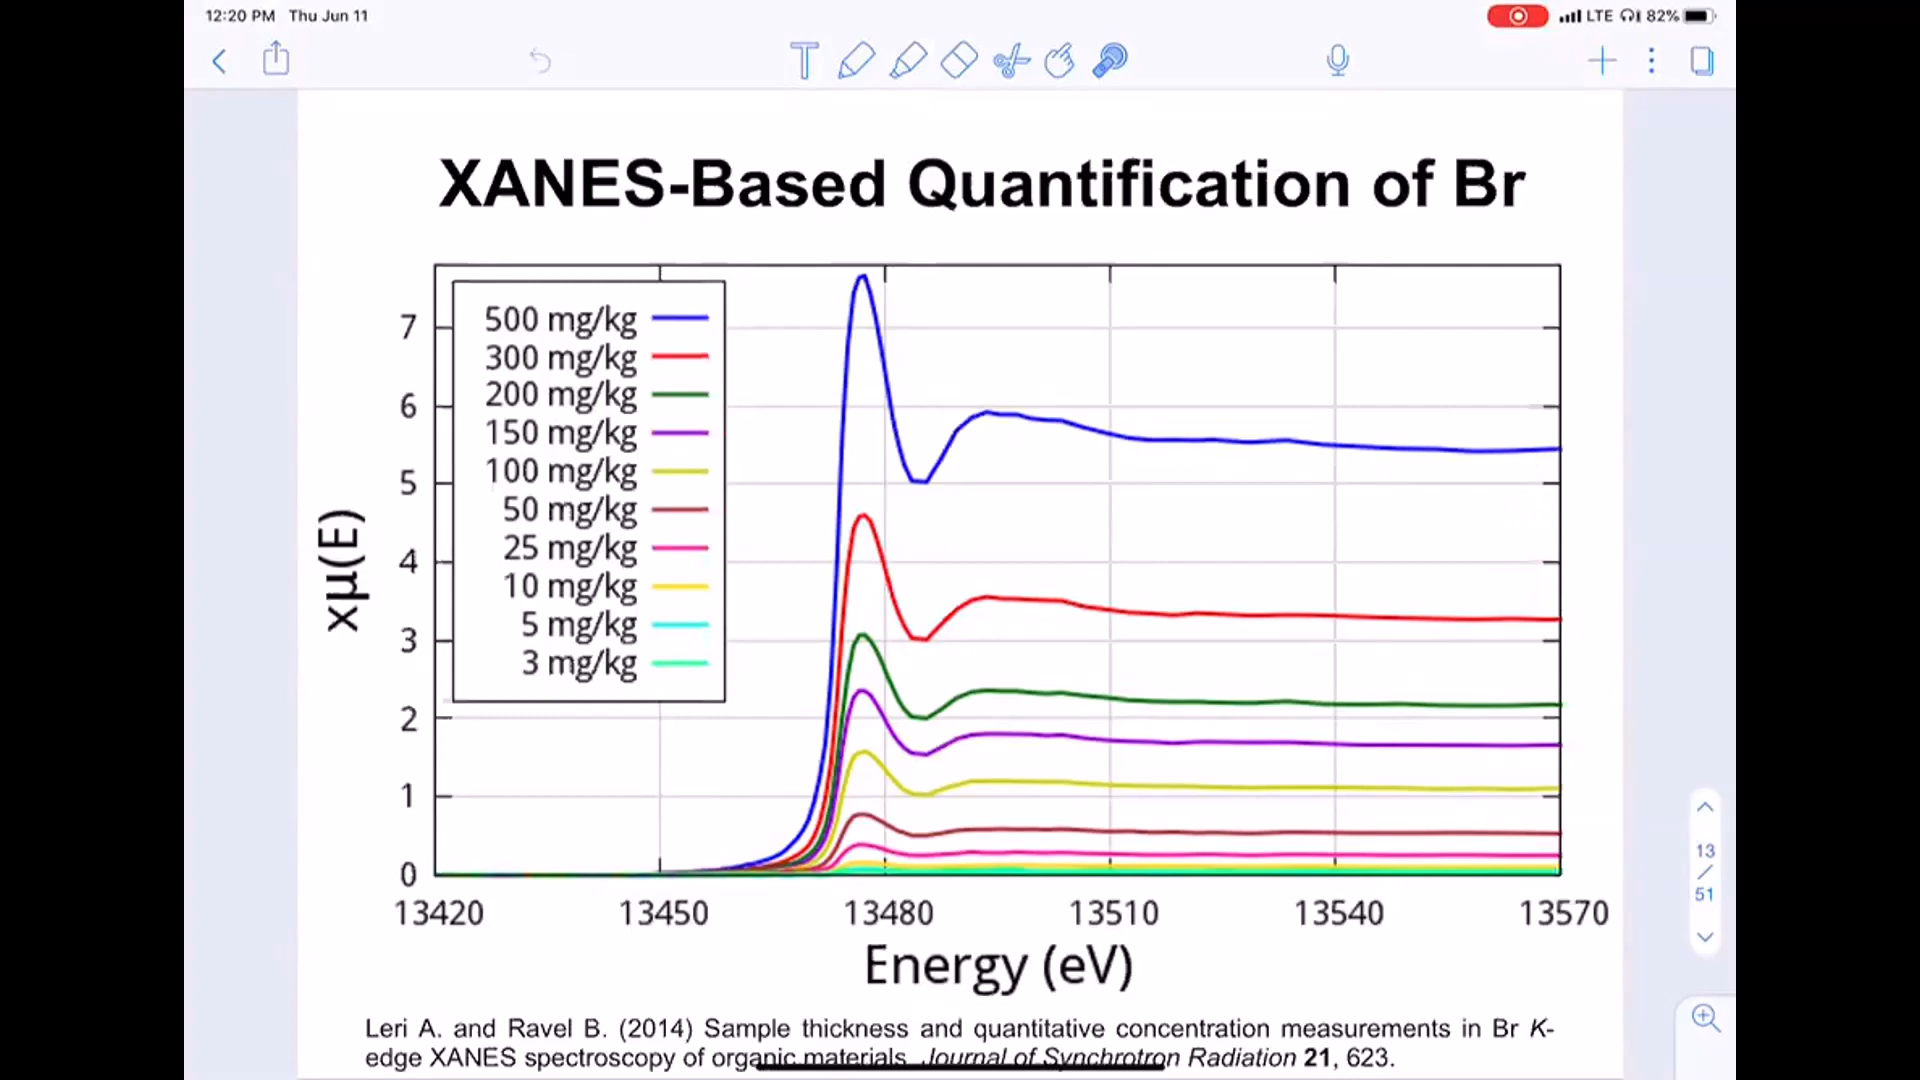 12:20 PM Thu Jun 11
LTE 82%
XANES-Based Quantification of Br
500 mg/kg
300 mg/kg
200 mg/kg
150 mg/kg
100 mg/kg
50 mg/kg
25 mg/kg
10 mg/kg
5 mg/kg
3 mg/kg
xμ(E)
7
6
5
4
3
2
1
0
13420 13450 13480 13510 13540 13570
Energy (eV)
13
/
51
Leri A. and Ravel B. (2014) Sample thickness and quantitative concentration measurements in Br K-
edge XANES spectroscopy of organic materials. Journal of Synchrotron Radiation 21, 623.